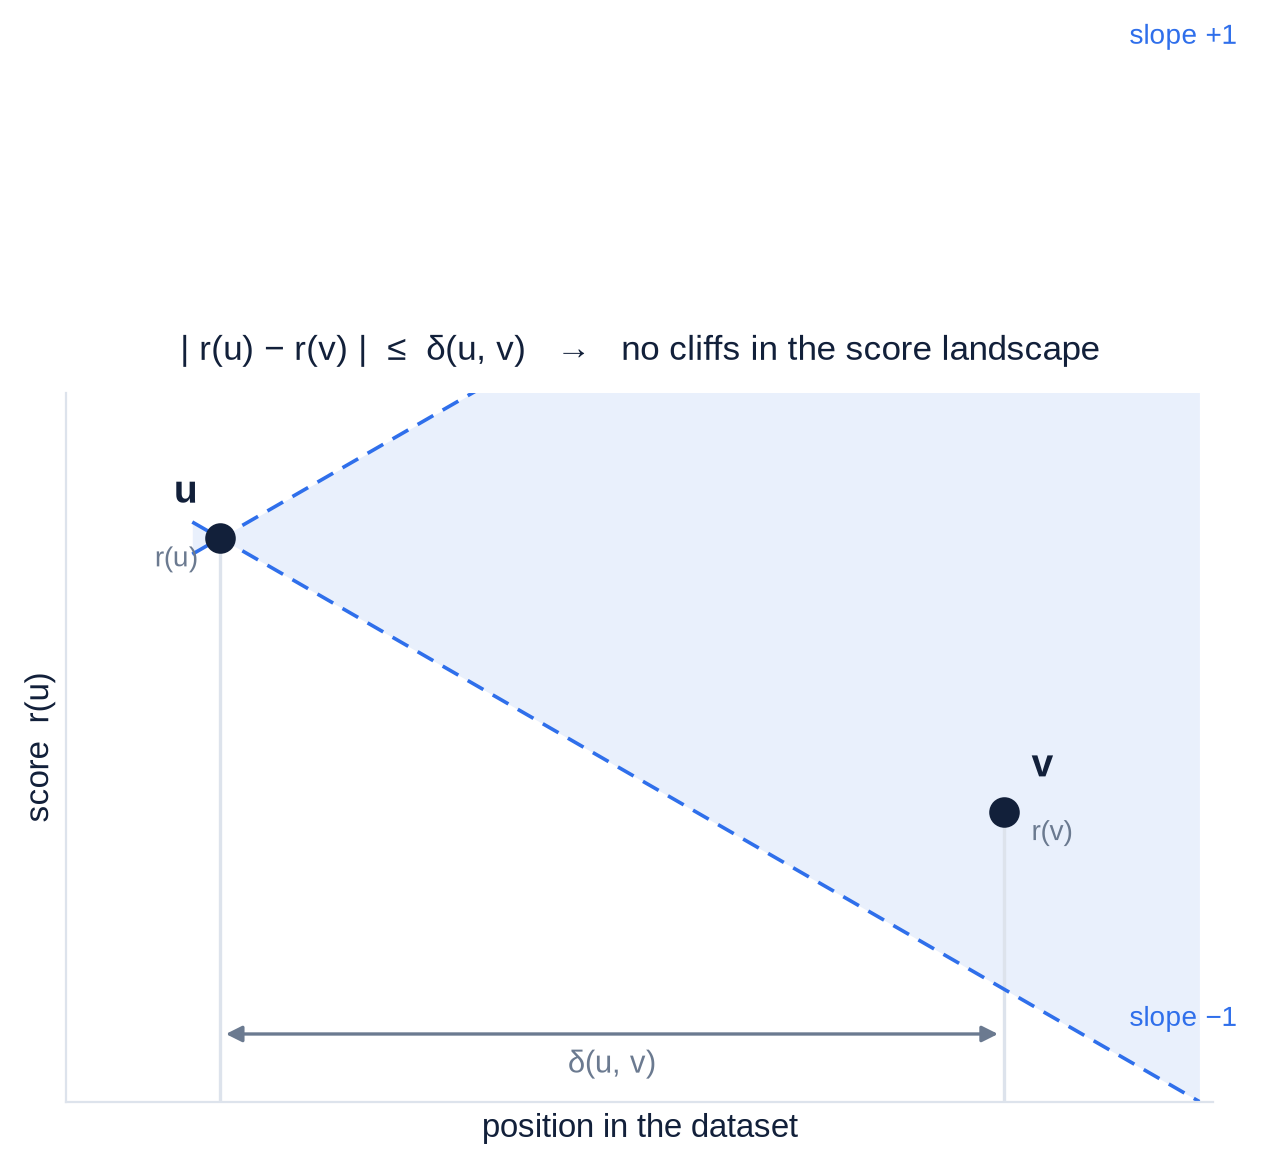 slope +1
| r(u) − r(v) | ≤ δ(u, v) → no cliffs in the score landscape
u
r(u)
score r(u)
v
r(v)
slope −1
δ(u, v)
position in the dataset